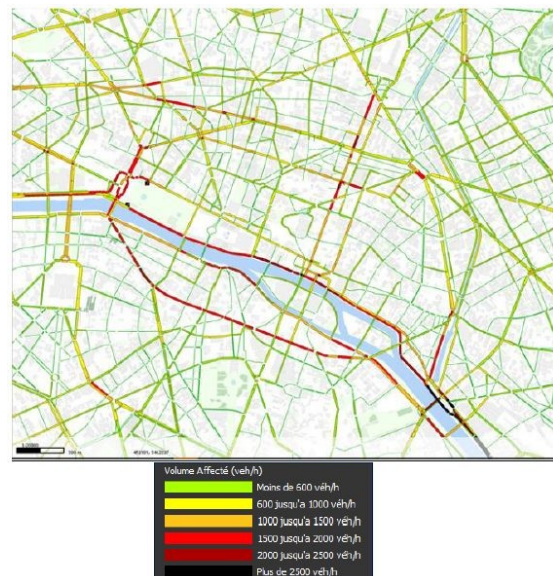 Volume Affecté (veh/h)
Moins de 600 véh/h
600 jusqu'a 1000 véh/h
1000 jusqu'a 1500 véh/h
1500 jusqu'a 2000 véh/h
2000 jusqu'a 2500 véh/h
Plus de 2500 véh/h